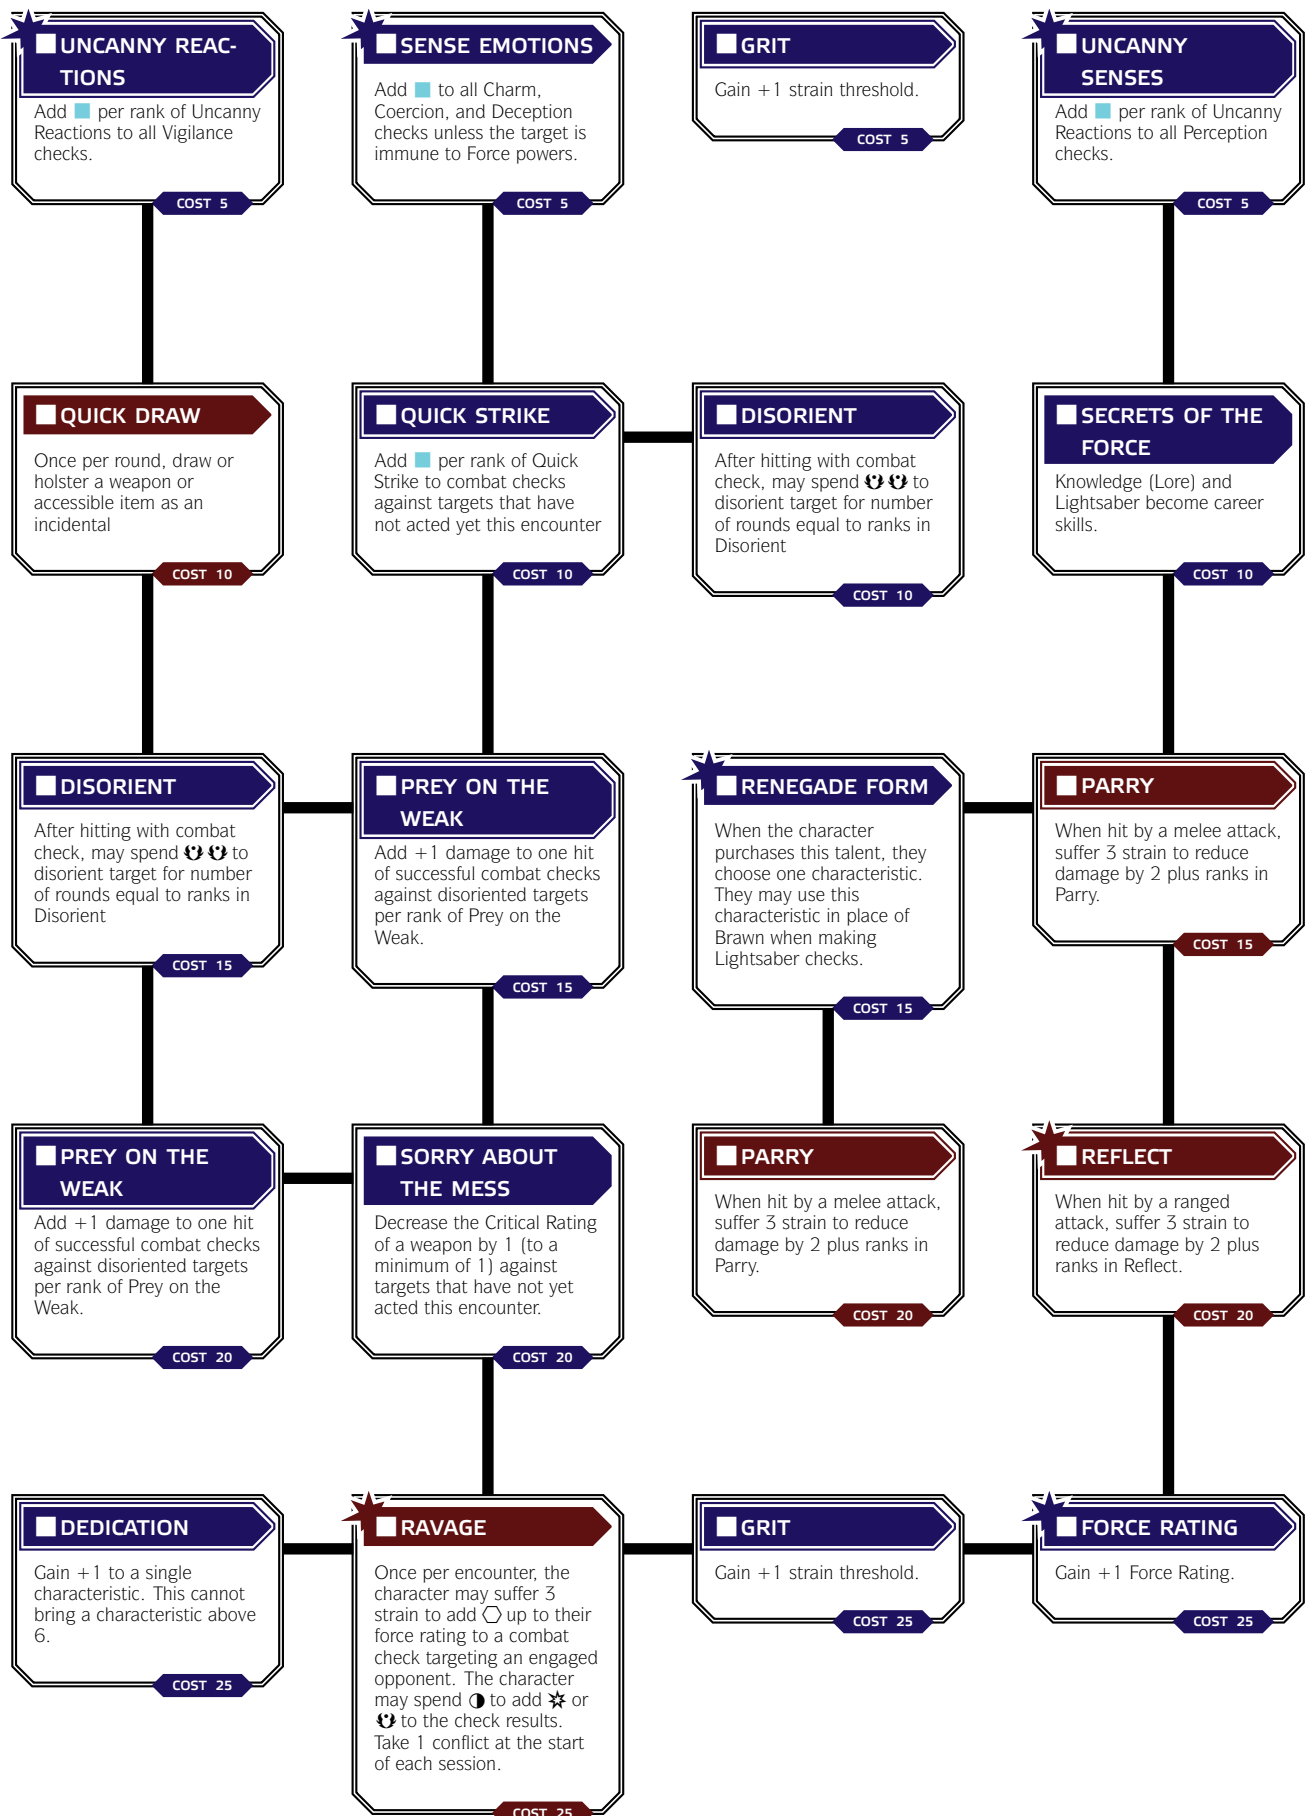 UNCANNY REAC-
TIONS
Add per rank of Uncanny
Reactions to all Vigilance
checks.
COST 5
SENSE EMOTIONS
Add to all Charm,
Coercion, and Deception
checks unless the target is
immune to Force powers.
COST 5
GRIT
Gain +1 strain threshold.
COST 5
UNCANNY
SENSES
Add per rank of Uncanny
Reactions to all Perception
checks.
COST 5
QUICK DRAW
Once per round, draw or
holster a weapon or
accessible item as an
incidental
COST 10
QUICK STRIKE
Add per rank of Quick
Strike to combat checks
against targets that have
not acted yet this encounter
COST 10
DISORIENT
After hitting with combat
check, may spend to
disorient target for number
of rounds equal to ranks in
Disorient
COST 10
SECRETS OF THE
FORCE
Knowledge (Lore) and
Lightsaber become career
skills.
COST 10
DISORIENT
After hitting with combat
check, may spend to
disorient target for number
of rounds equal to ranks in
Disorient
COST 15
PREY ON THE
WEAK
Add +1 damage to one hit
of successful combat checks
against disoriented targets
per rank of Prey on the
Weak.
COST 15
RENEGADE FORM
When the character
purchases this talent, they
choose one characteristic.
They may use this
characteristic in place of
Brawn when making
Lightsaber checks.
COST 15
PARRY
When hit by a melee attack,
suffer 3 strain to reduce
damage by 2 plus ranks in
Parry.
COST 15
PREY ON THE
WEAK
Add +1 damage to one hit
of successful combat checks
against disoriented targets
per rank of Prey on the
Weak.
COST 20
SORRY ABOUT
THE MESS
Decrease the Critical Rating
of a weapon by 1 (to a
minimum of 1) against
targets that have not yet
acted this encounter.
COST 20
PARRY
When hit by a melee attack,
suffer 3 strain to reduce
damage by 2 plus ranks in
Parry.
COST 20
REFLECT
When hit by a ranged
attack, suffer 3 strain to
reduce damage by 2 plus
ranks in Reflect.
COST 20
DEDICATION
Gain +1 to a single
characteristic. This cannot
bring a characteristic above
6.
COST 25
RAVAGE
Once per encounter, the
character may suffer 3
strain to add up to their
force rating to a combat
check targeting an engaged
opponent. The character
may spend to add or
to the check results.
Take 1 conflict at the start
of each session.
COST 25
GRIT
Gain +1 strain threshold.
COST 25
FORCE RATING
Gain +1 Force Rating.
COST 25